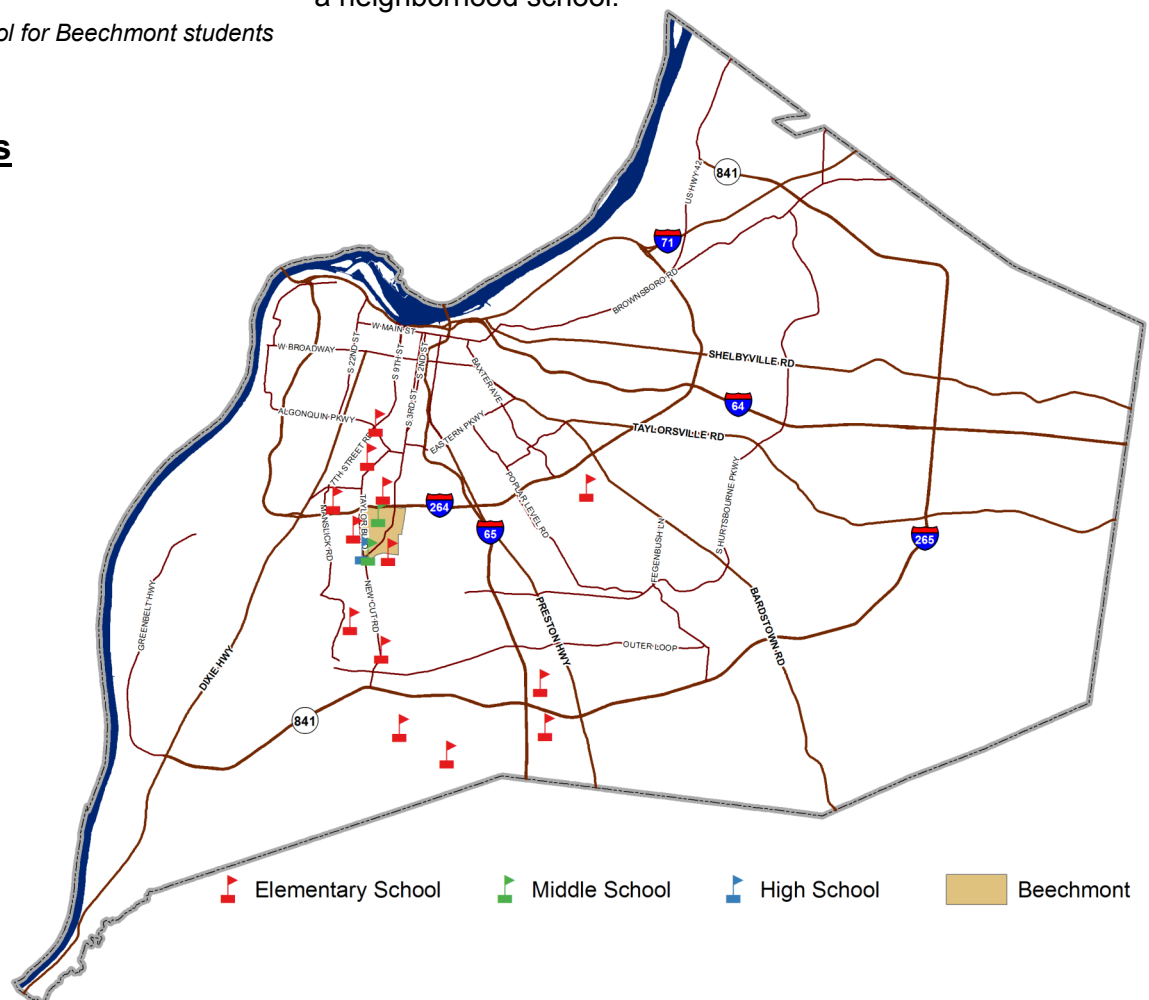 a neighborhood school.
ol for Beechmont students
s
841
US HWY 42
71
BROWNSBORO RD
W MAIN ST
S 22ND ST
S 9TH ST
S 2ND ST
W BROADWAY
BAXTER AVE
SHELBYVILLE RD
64
S 3RD ST
ALGONQUIN PKWY
EASTERN PKWY
TAYLORSVILLE RD
7TH STREET R
POPLAR LEVEL RD
S HURTSBOURNE PKWY
264
TAYLOR BL
MANSLICK RD
65
265
FEGENBUSH LN
GREENBELT HWY
NEW CUT RD
PRESTON HWY
BARDSTOWN RD
OUTER LOOP
DIXIE HWY
841
Elementary School
Middle School
High School
Beechmont